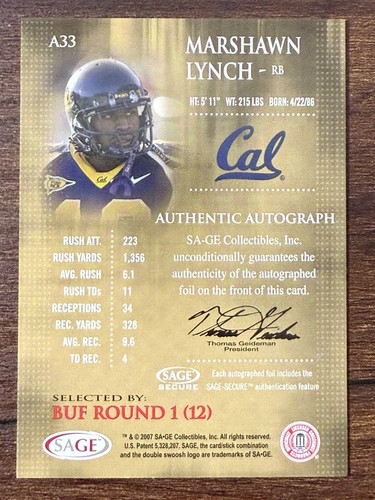 A33
MARSHAWN
LYNCH - RB
HT: 5' 11" WT: 215 LBS BORN: 4/22/86
Cal
AUTHENTIC AUTOGRAPH
SA-GE Collectibles, Inc.
unconditionally guarantees the
authenticity of the autographed
foil on the front of this card.
RUSH ATT. 223
RUSH YARDS 1,356
AVG. RUSH 6.1
RUSH TDs 11
RECEPTIONS 34
REC. YARDS 328
AVG. REC. 9.6
TD REC. 4
Thomas Geideman
Thomas Geideman
President
SAGE
SECURE
Each autographed foil includes the
SAGE-SECURE™ authentication feature
SELECTED BY:
BUF ROUND 1 (12)
SAGE
™ & © 2007 SA•GE Collectibles, Inc. All rights reserved.
U.S. Patent 5,328,207. SAGE, the card/stick combination
and the double swoosh logo are trademarks of SA•GE.